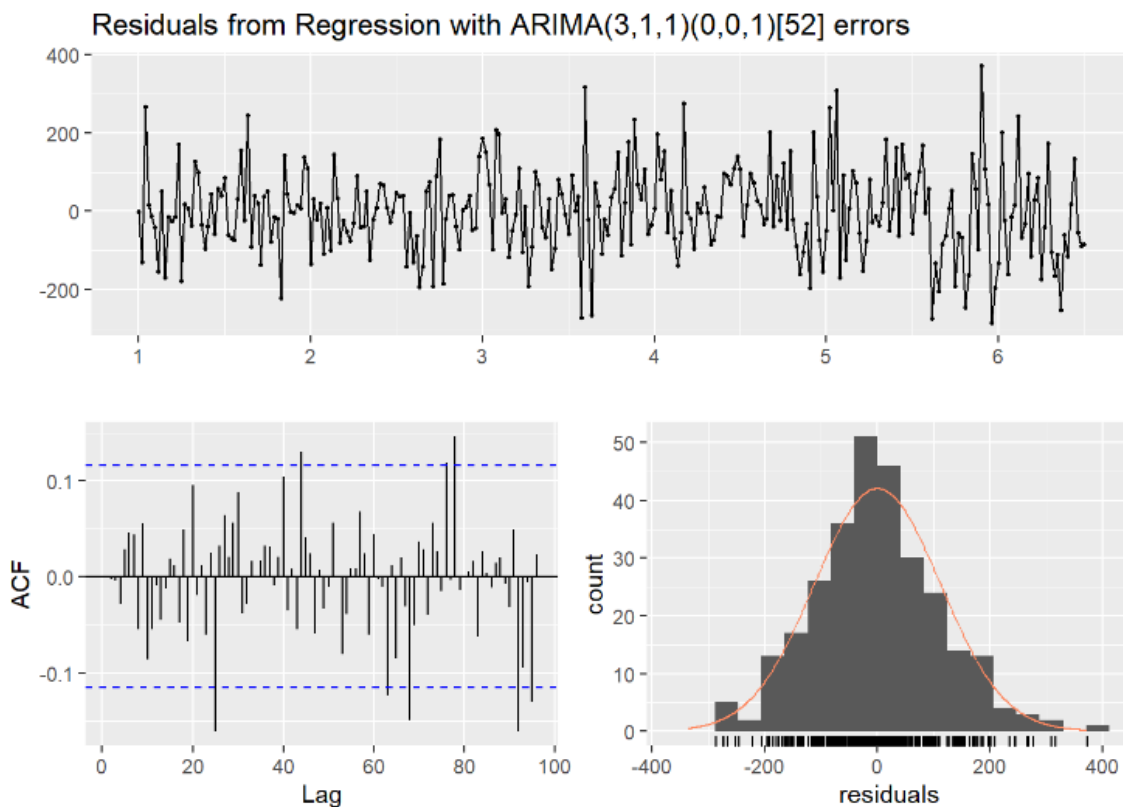 Residuals from Regression with ARIMA(3,1,1)(0,0,1)[52] errors
400
200
0
-200
1 2 3 4 5 6
0.1
0.0
-0.1
ACF
0 20 40 60 80 100
Lag
50
40
30
20
10
0
count
-400 -200 0 200 400
residuals